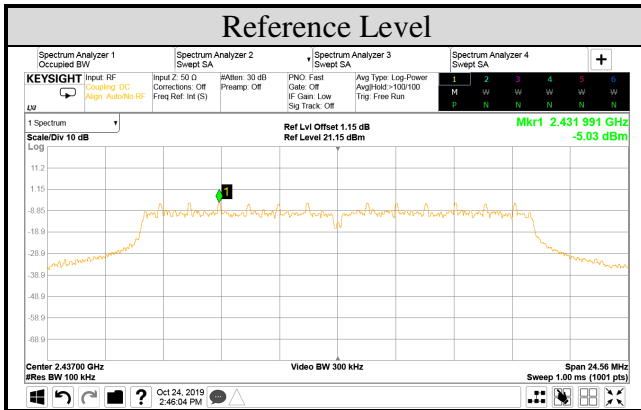 Reference Level
Spectrum Analyzer 1
Occupied BW
Spectrum Analyzer 2
Swept SA
Spectrum Analyzer 3
Swept SA
Spectrum Analyzer 4
Swept SA
+
KEYSIGHT
LXI
Input: RF
Coupling: DC
Align: Auto/No RF
Input Z: 50 Ω
Corrections: Off
Freq Ref: Int (S)
#Atten: 30 dB
Preamp: Off
PNO: Fast
Gate: Off
IF Gain: Low
Sig Track: Off
Avg Type: Log-Power
Avg|Hold:>100/100
Trig: Free Run
1 2 3 4 5 6
M W W W W W
P N N N N N
1 Spectrum
Scale/Div 10 dB
Ref Lvl Offset 1.15 dB
Ref Level 21.15 dBm
Mkr1 2.431 991 GHz
-5.03 dBm
Log
11.2
1.15
-8.85
-18.9
-28.9
-38.9
-48.9
-58.9
-68.9
1
Center 2.43700 GHz
#Res BW 100 kHz
Video BW 300 kHz
Span 24.56 MHz
Sweep 1.00 ms (1001 pts)
?
Oct 24, 2019
2:46:04 PM